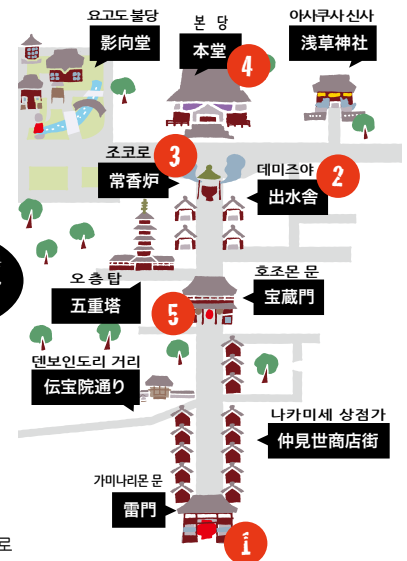 요고도 불당
影向堂
본 당
本堂
4
아사쿠사 신사
浅草神社
조코로
常香炉
3
데미즈야
出水舎
2
오 층 탑
五重塔
5
호조몬 문
宝蔵門
덴보인도리 거리
伝宝院通り
나카미세 상점가
仲見世商店街
가미나리몬 문
雷門
1
로